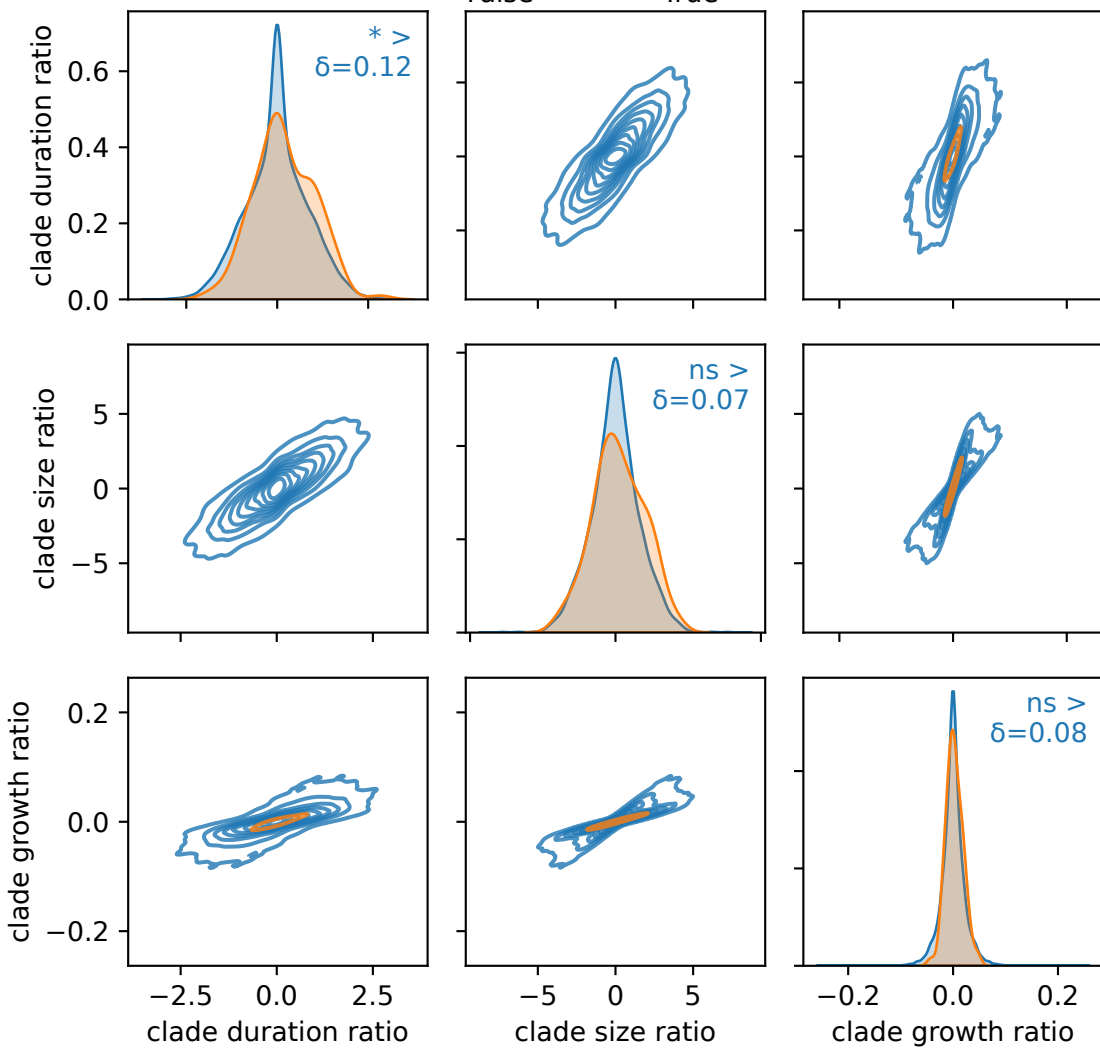 True
clade duration ratio
0.6
0.4
0.2
0.0
* >
δ=0.12
clade size ratio
5
0
−5
ns >
δ=0.07
clade growth ratio
0.2
0.0
−0.2
ns >
δ=0.08
−2.5 0.0 2.5
−5 0 5
−0.2 0.0 0.2
clade duration ratio
clade size ratio
clade growth ratio